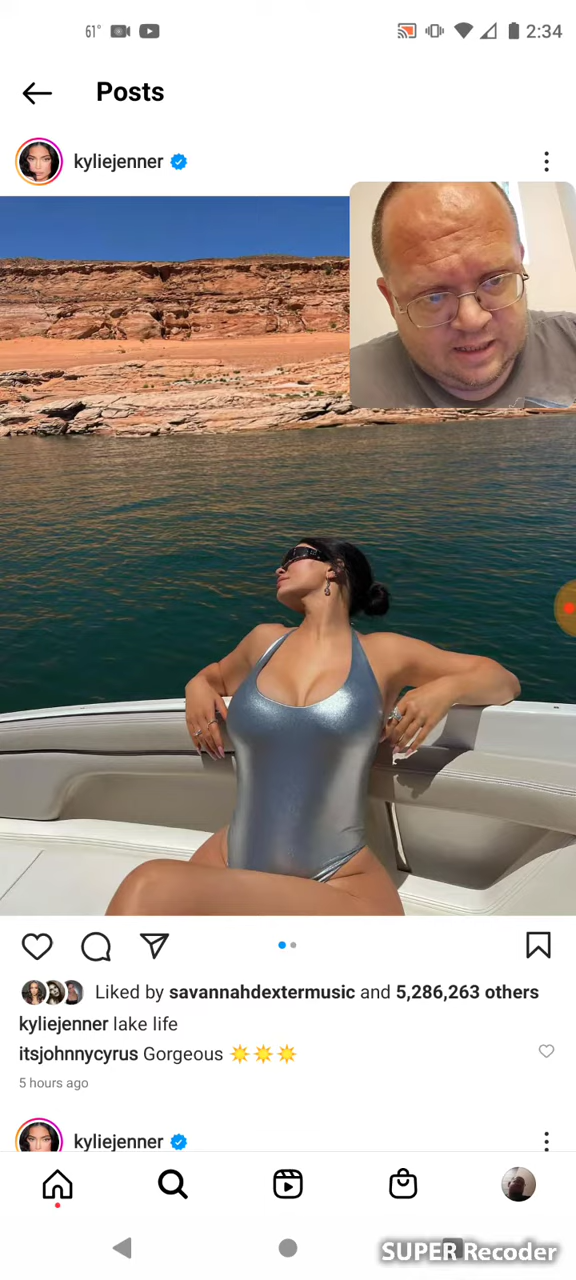 61° 2:34
Posts
kyliejenner
Liked by savannahdextermusic and 5,286,263 others
kyliejenner lake life
itsjohnnycyrus Gorgeous ☀️☀️☀️
5 hours ago
kyliejenner
SUPER Recoder